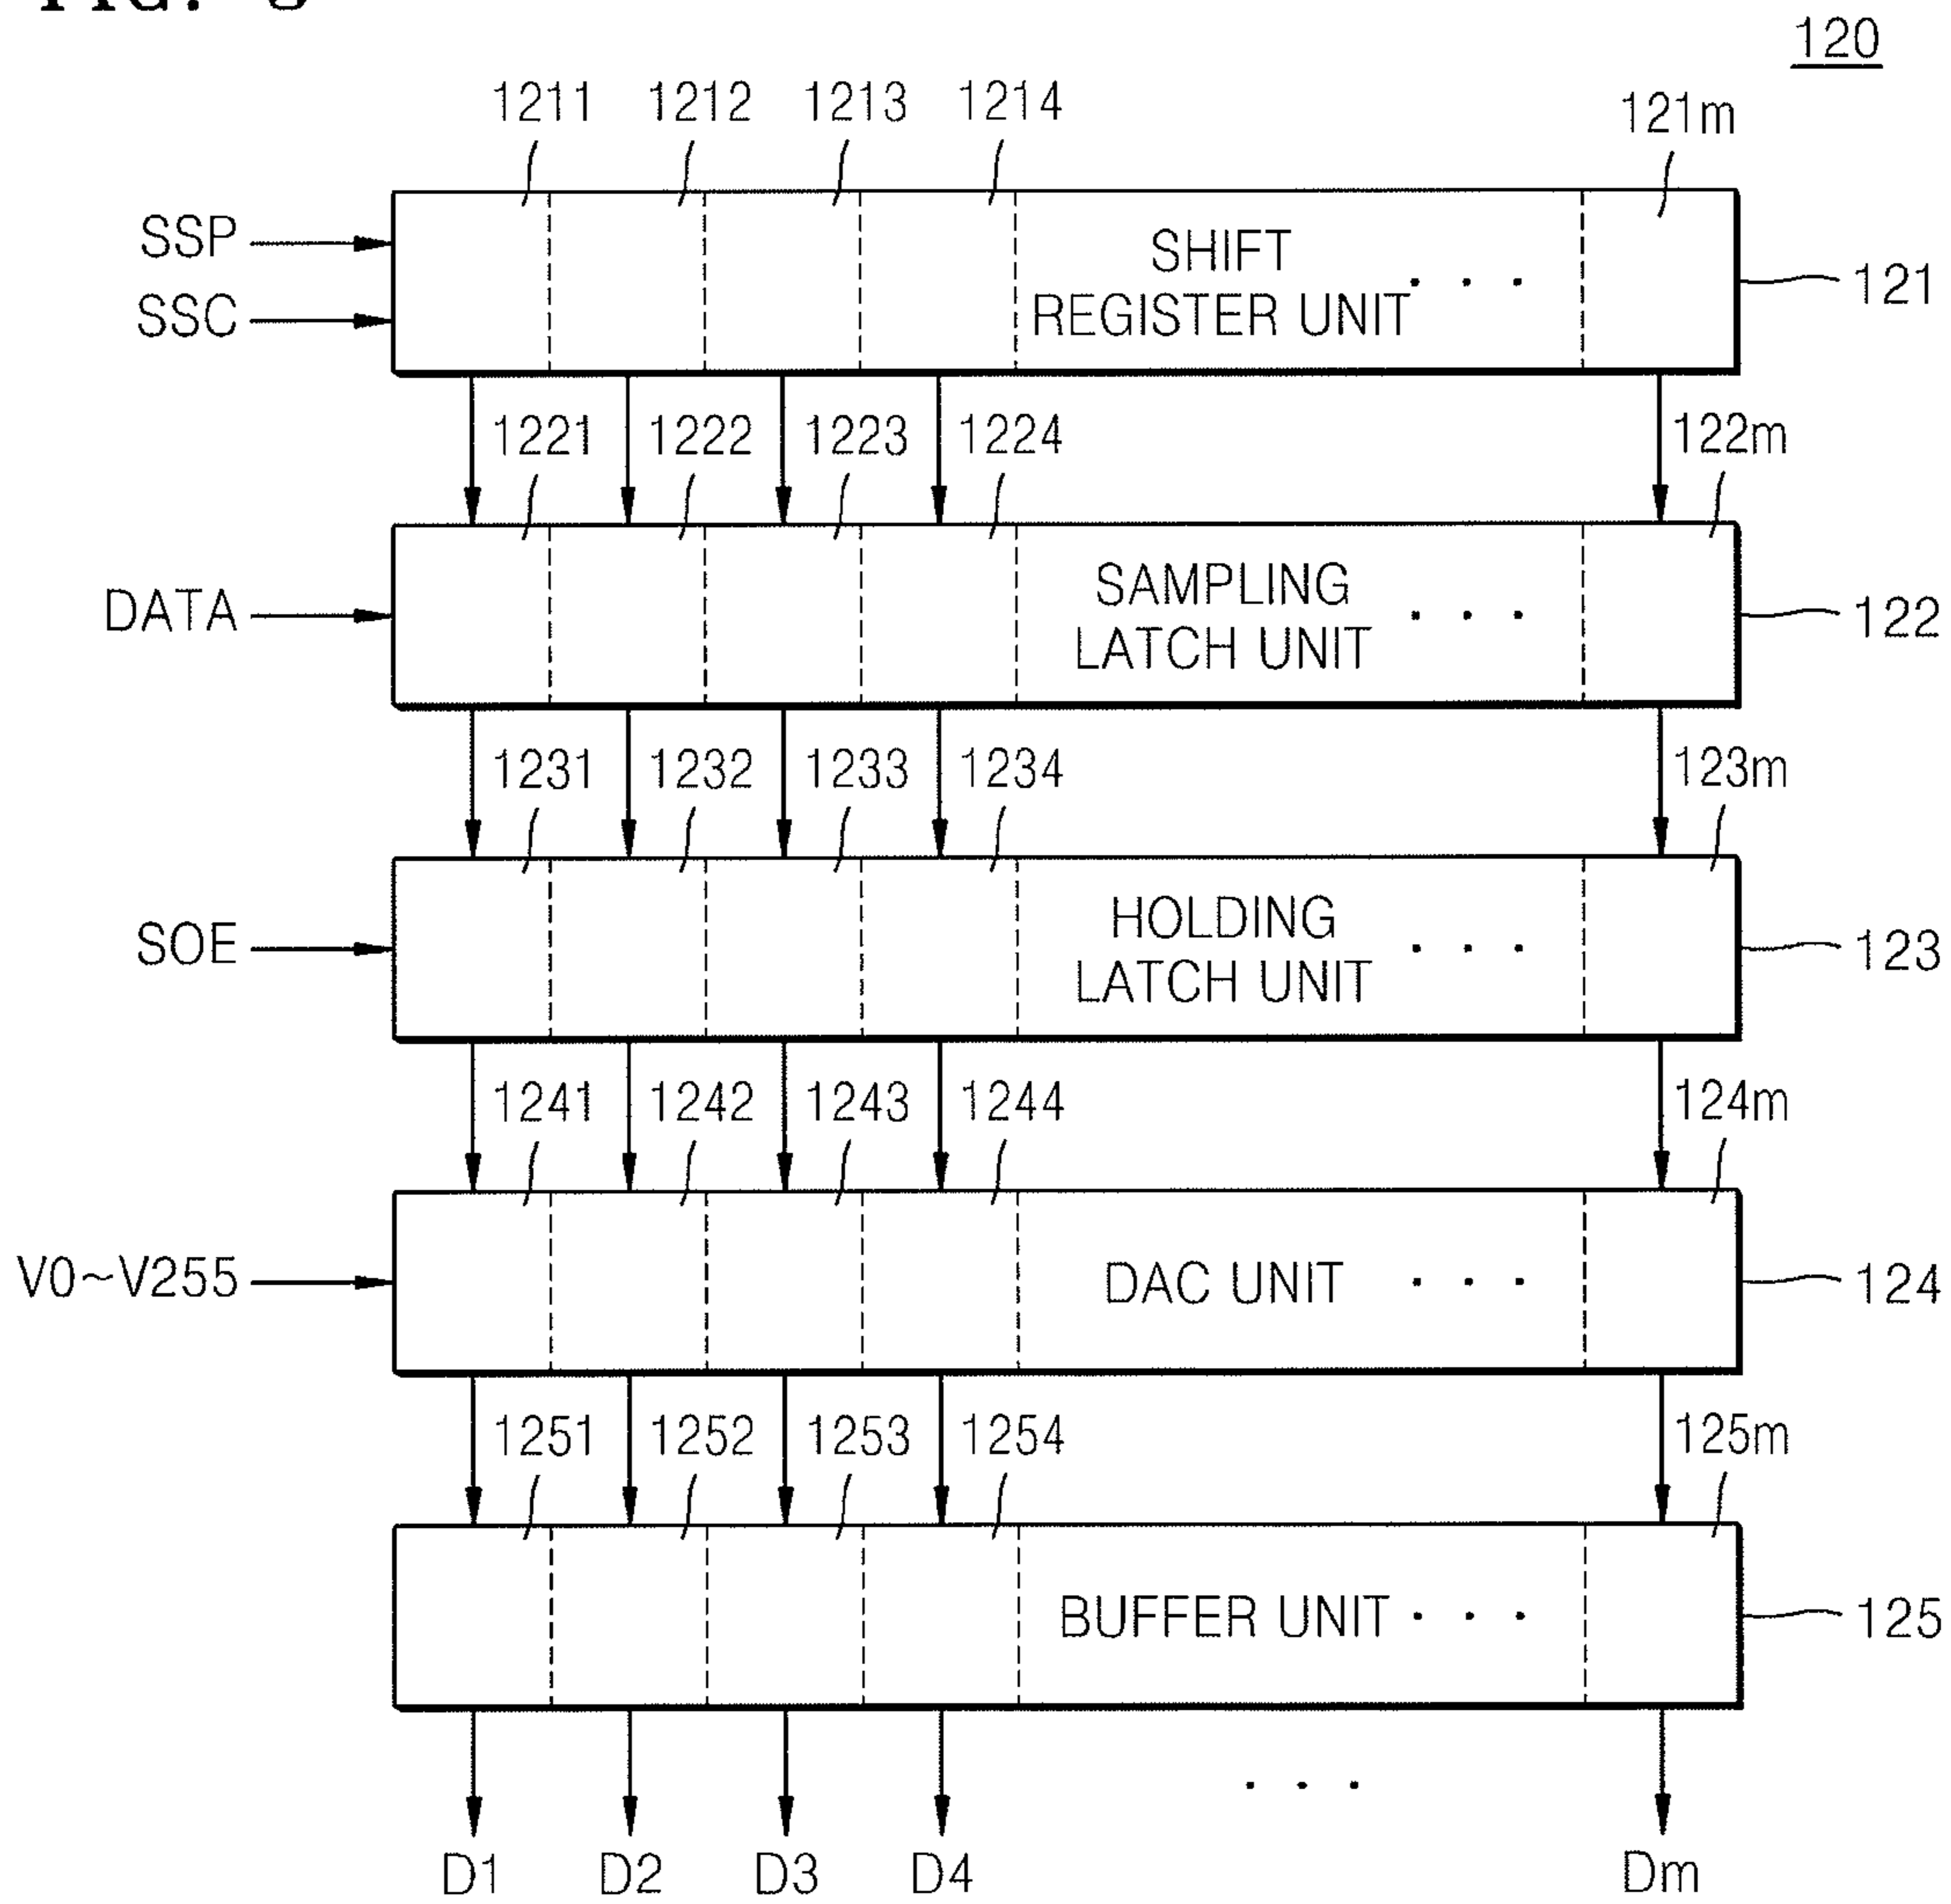 120
1211 1212 1213 1214 121m
SSP
SHIFT
REGISTER UNIT . . .
SSC
121
1221 1222 1223 1224 122m
DATA
SAMPLING
LATCH UNIT . . .
122
1231 1232 1233 1234 123m
SOE
HOLDING
LATCH UNIT . . .
123
1241 1242 1243 1244 124m
V0~V255
DAC UNIT . . .
124
1251 1252 1253 1254 125m
BUFFER UNIT . . .
125
. . .
D1 D2 D3 D4 Dm